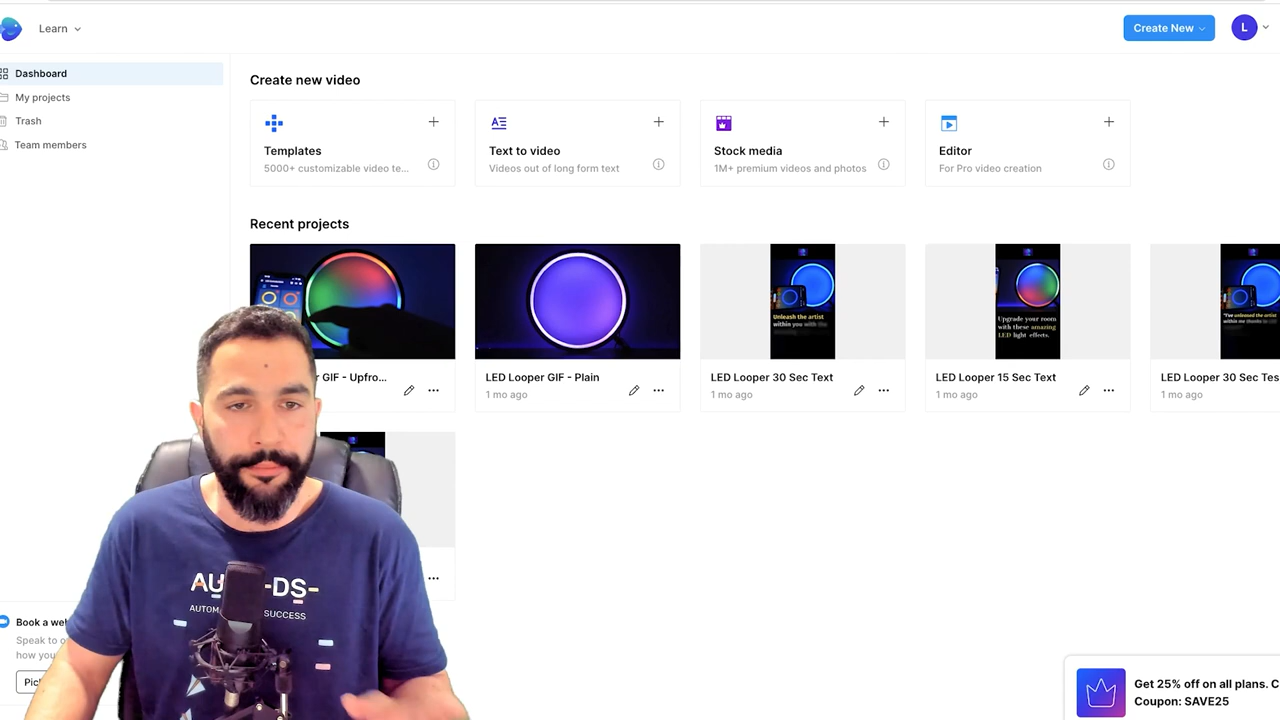 Learn
Create New
L
Dashboard
My projects
Trash
Team members
Create new video
Templates
5000+ customizable video te...
Text to video
Videos out of long form text
Stock media
1M+ premium videos and photos
Editor
For Pro video creation
Recent projects
Unleash the artist
within you with the
Upgrade your room
with these amazing
LED light effects.
"I've unleashed the artist
GIF - Upfro...
LED Looper GIF - Plain
1 mo ago
LED Looper 30 Sec Text
1 mo ago
LED Looper 15 Sec Text
1 mo ago
LED Looper 30 Sec Tes
1 mo ago
AU DS
AUTOM SUCCESS
Book a we
Speak to
how you
Pic
Get 25% off on all plans. C
Coupon: SAVE25